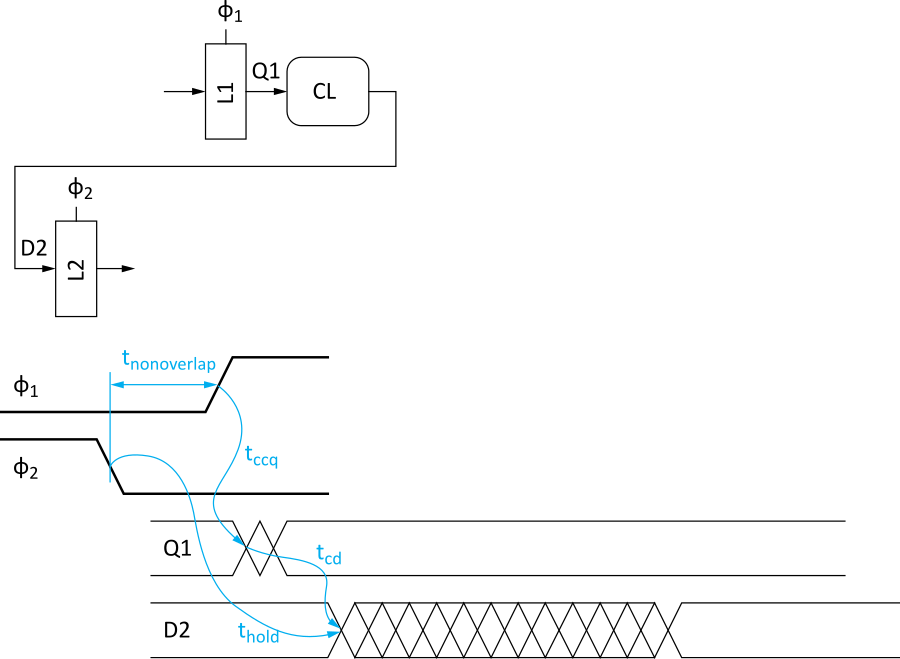 ϕ1
L1
Q1
CL
ϕ2
D2
L2
tnonoverlap
ϕ1
tccq
ϕ2
Q1
tcd
D2
thold